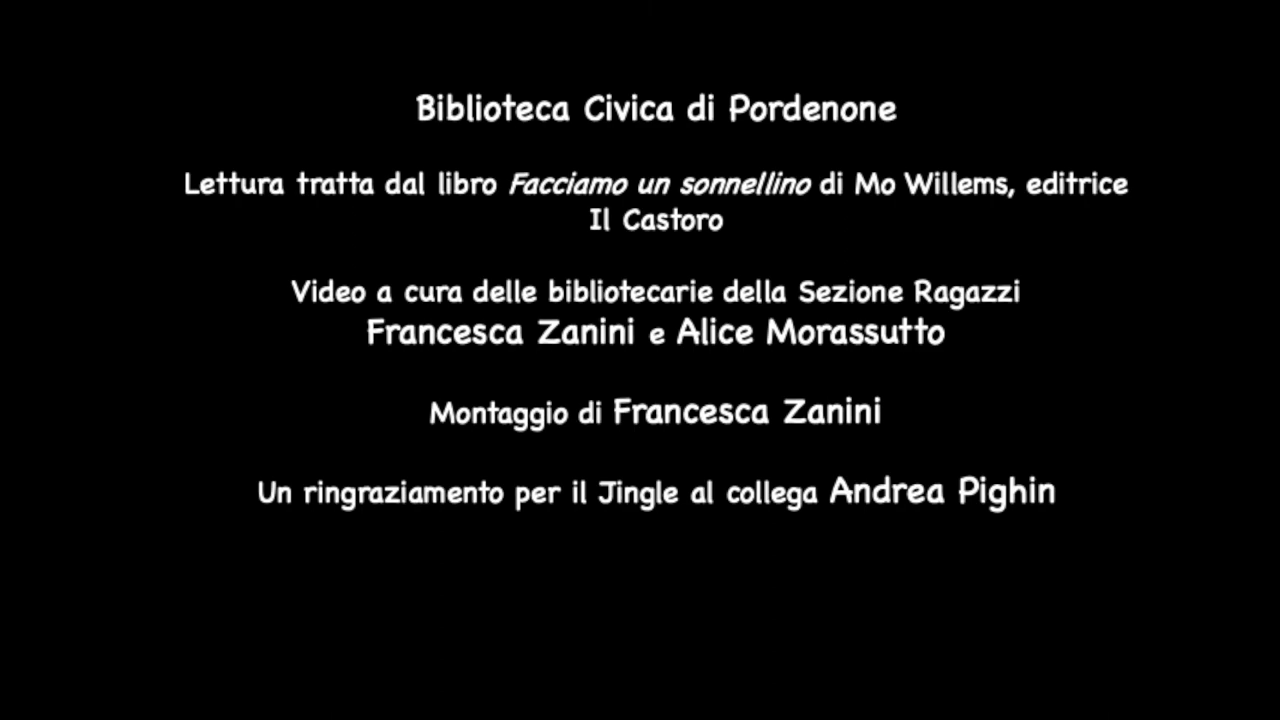 Biblioteca Civica di Pordenone
Lettura tratta dal libro Facciamo un sonnellino di Mo Willems, editrice
Il Castoro
Video a cura delle bibliotecarie della Sezione Ragazzi
Francesca Zanini e Alice Morassutto
Montaggio di Francesca Zanini
Un ringraziamento per il Jingle al collega Andrea Pighin